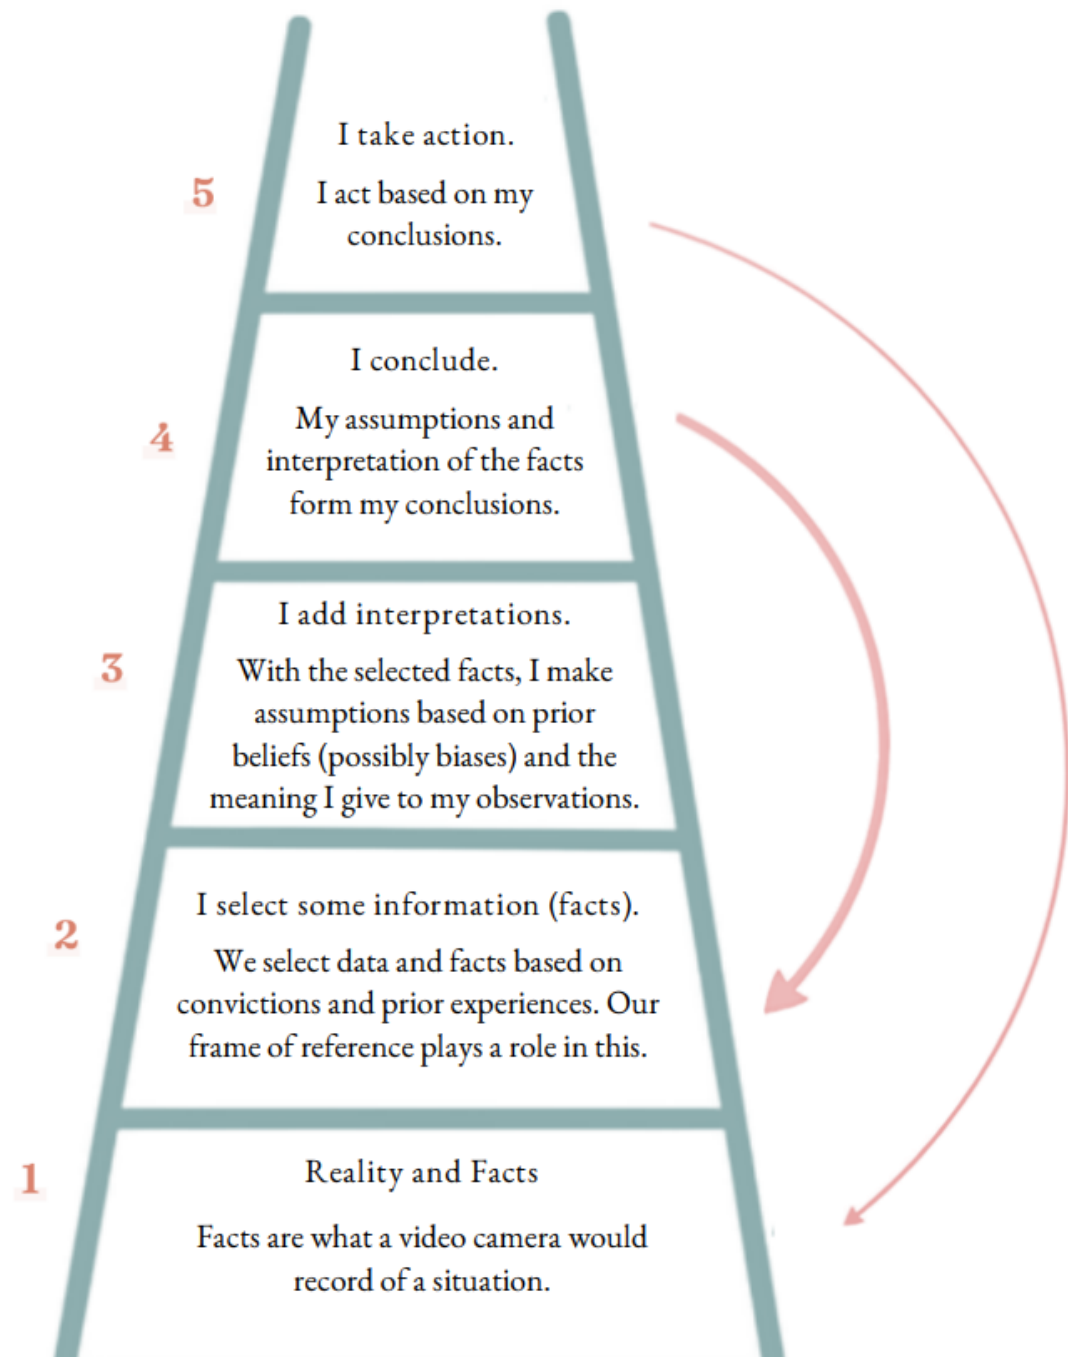 I take action.
5
I act based on my
conclusions.
I conclude.
4
My assumptions and
interpretation of the facts
form my conclusions.
I add interpretations.
3
With the selected facts, I make
assumptions based on prior
beliefs (possibly biases) and the
meaning I give to my observations.
I select some information (facts).
2
We select data and facts based on
convictions and prior experiences. Our
frame of reference plays a role in this.
1
Reality and Facts
Facts are what a video camera would
record of a situation.